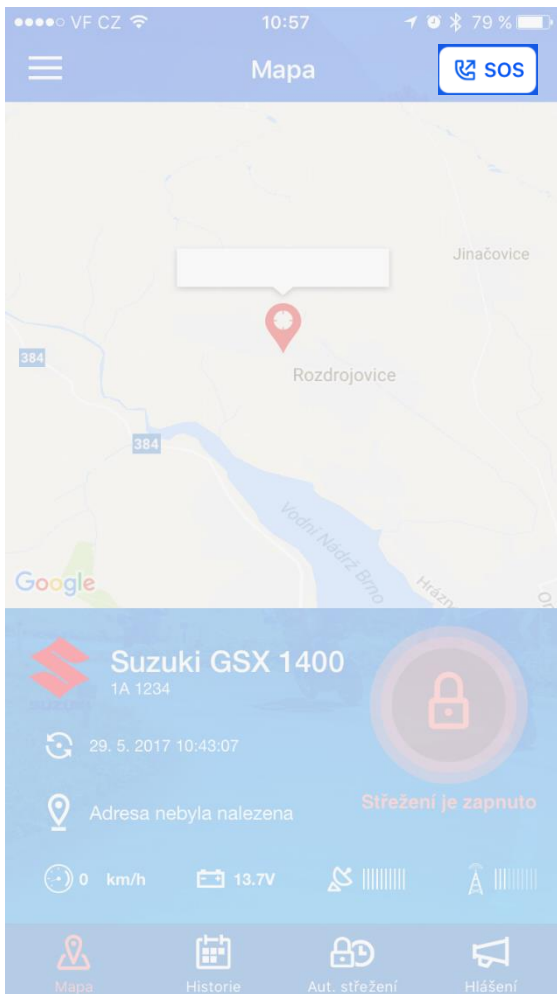 VF CZ 10:57 79 %
Mapa SOS
Jinačovice
384
Rozdrojovice
384
Vodní Nádrž Brno
Hrázn
Google
Suzuki GSX 1400
1A 1234
SUZUKI
29. 5. 2017 10:43:07
Adresa nebyla nalezena
Střežení je zapnuto
0 km/h 13.7V
Mapa Historie Aut. střežení Hlášení